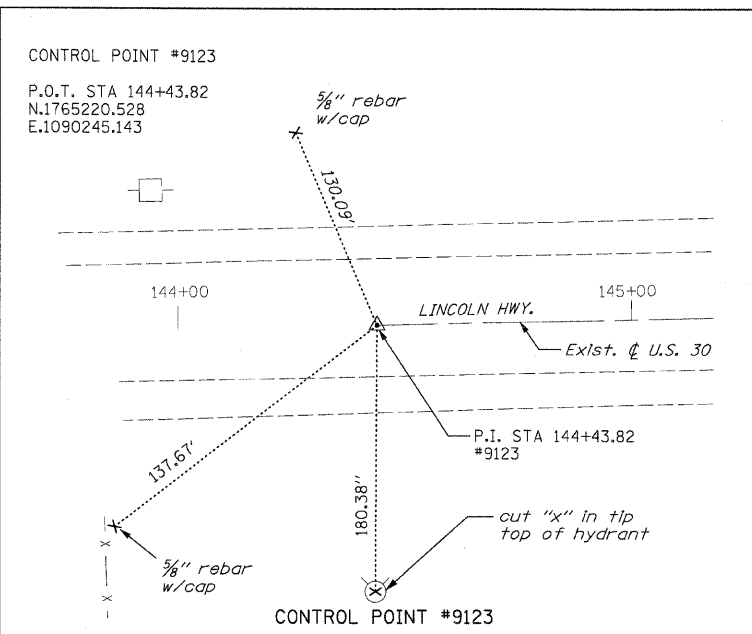 CONTROL POINT #9123
P.O.T. STA 144+43.82
N.1765220.528
E.1090245.143
5/8" rebar
w/cap
130.09'
144+00
145+00
LINCOLN HWY.
Exist. ℄ U.S. 30
P.I. STA 144+43.82
#9123
137.67'
180.38"
cut "x" in tip
top of hydrant
5/8" rebar
w/cap
CONTROL POINT #9123